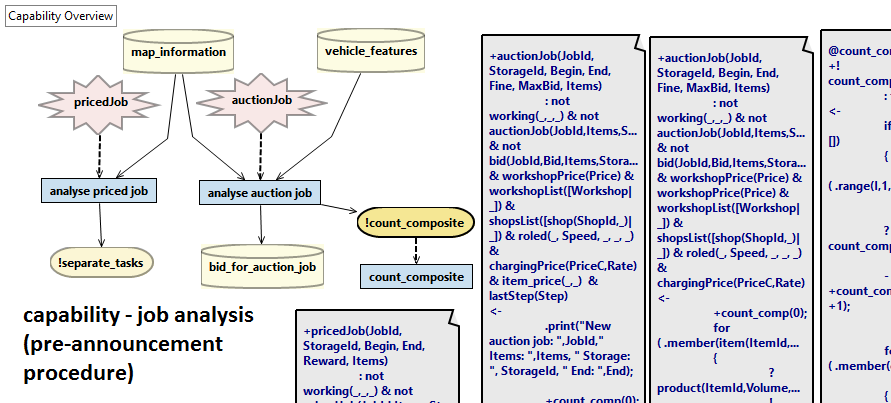 Capability Overview
map_information
vehicle_features
pricedJob
auctionJob
analyse priced job
analyse auction job
!count_composite
!separate_tasks
bid_for_auction_job
count_composite
capability - job analysis
(pre-announcement
procedure)
+pricedJob(JobId,
StorageId, Begin, End,
Reward, Items)
: not
working(_,_,_) & not
+auctionJob(JobId,
StorageId, Begin, End,
Fine, MaxBid, Items)
: not
working(_,_,_) & not
auctionJob(JobId,Items,S...
& not
bid(JobId,Bid,Items,Stora...
& workshopPrice(Price) &
workshopList([Workshop|
_]) &
shopsList([shop(ShopId,_)|
_]) & roled(_, Speed, _, _, _)
&
chargingPrice(PriceC,Rate)
& item_price(_,_) &
lastStep(Step)
<-
.print("New
auction job: ",JobId,"
Items: ",Items, " Storage:
", StorageId, " End: ",End);
+count_comp(0);
+auctionJob(JobId,
StorageId, Begin, End,
Fine, MaxBid, Items)
: not
working(_,_,_) & not
auctionJob(JobId,Items,S...
& not
bid(JobId,Bid,Items,Stora...
& workshopPrice(Price) &
workshopPrice(Price) &
workshopList([Workshop|
_]) &
shopsList([shop(ShopId,_)|
_]) & roled(_, Speed, _, _, _)
&
chargingPrice(PriceC,Rate)
<-
+count_comp(0);
for
( .member(item(ItemId,...
{
?
product(ItemId,Volume,...
@count_co
+!
count_comp
:
<-
if
[])
{
( .range(I,1,
?
count_comp
-
+count_com
+1);
fo
( .member(
{